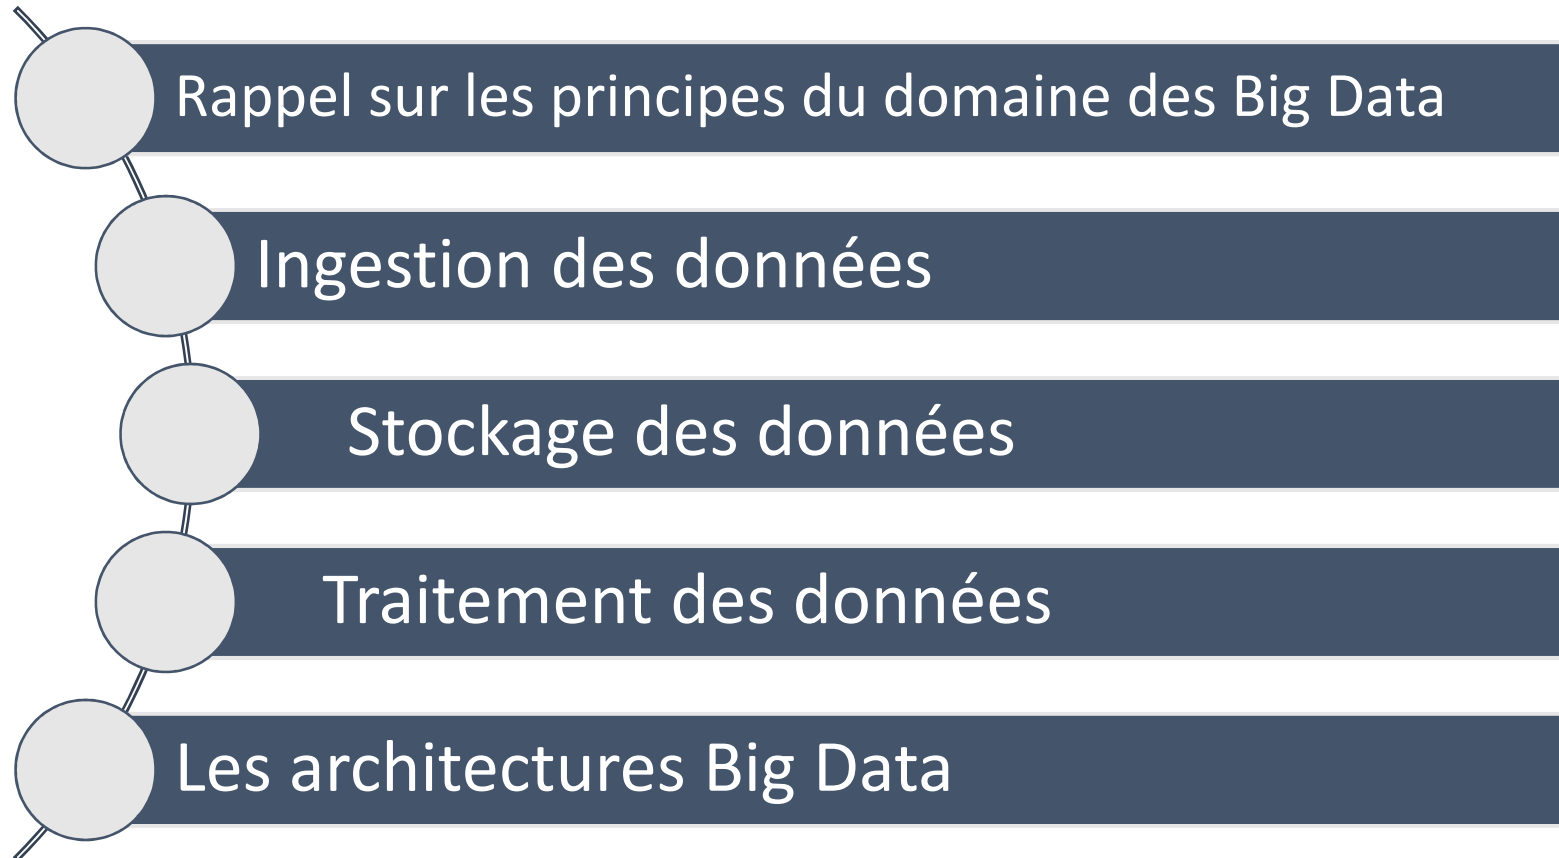 Rappel sur les principes du domaine des Big Data
Ingestion des données
Stockage des données
Traitement des données
Les architectures Big Data